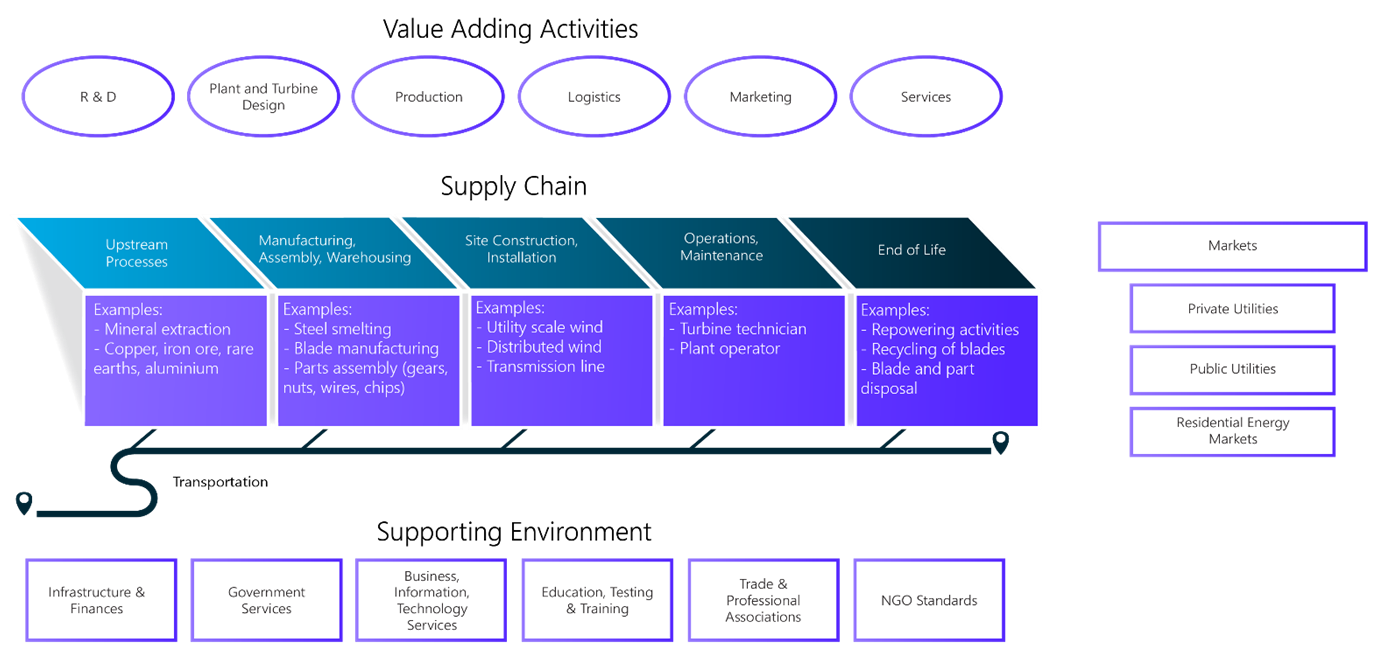 Value Adding Activities
R & D
Plant and Turbine
Design
Production
Logistics
Marketing
Services
Supply Chain
Upstream
Processes
Manufacturing,
Assembly, Warehousing
Site Construction,
Installation
Operations,
Maintenance
End of Life
Examples:
- Mineral extraction
- Copper, iron ore, rare
earths, aluminium
Examples:
- Steel smelting
- Blade manufacturing
- Parts assembly (gears,
nuts, wires, chips)
Examples:
- Utility scale wind
- Distributed wind
- Transmission line
Examples:
- Turbine technician
- Plant operator
Examples:
- Repowering activities
- Recycling of blades
- Blade and part
disposal
Markets
Private Utilities
Public Utilities
Residential Energy
Markets
Transportation
Supporting Environment
Infrastructure &
Finances
Government
Services
Business,
Information,
Technology
Services
Education, Testing
& Training
Trade &
Professional
Associations
NGO Standards